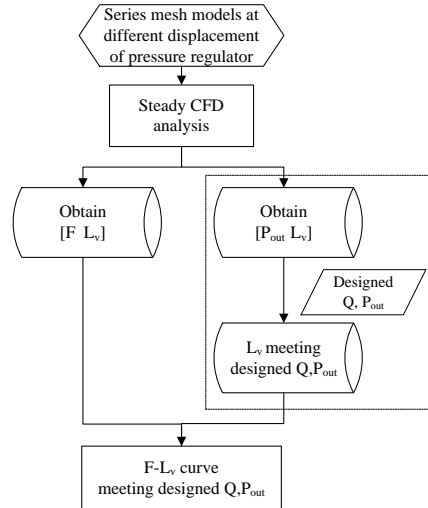 Series mesh models at
different displacement
of pressure regulator
Steady CFD
analysis
Obtain
[F L_v]
Obtain
[P_out L_v]
Designed
Q, P_out
L_v meeting
designed Q,P_out
F-L_v curve
meeting designed Q,P_out